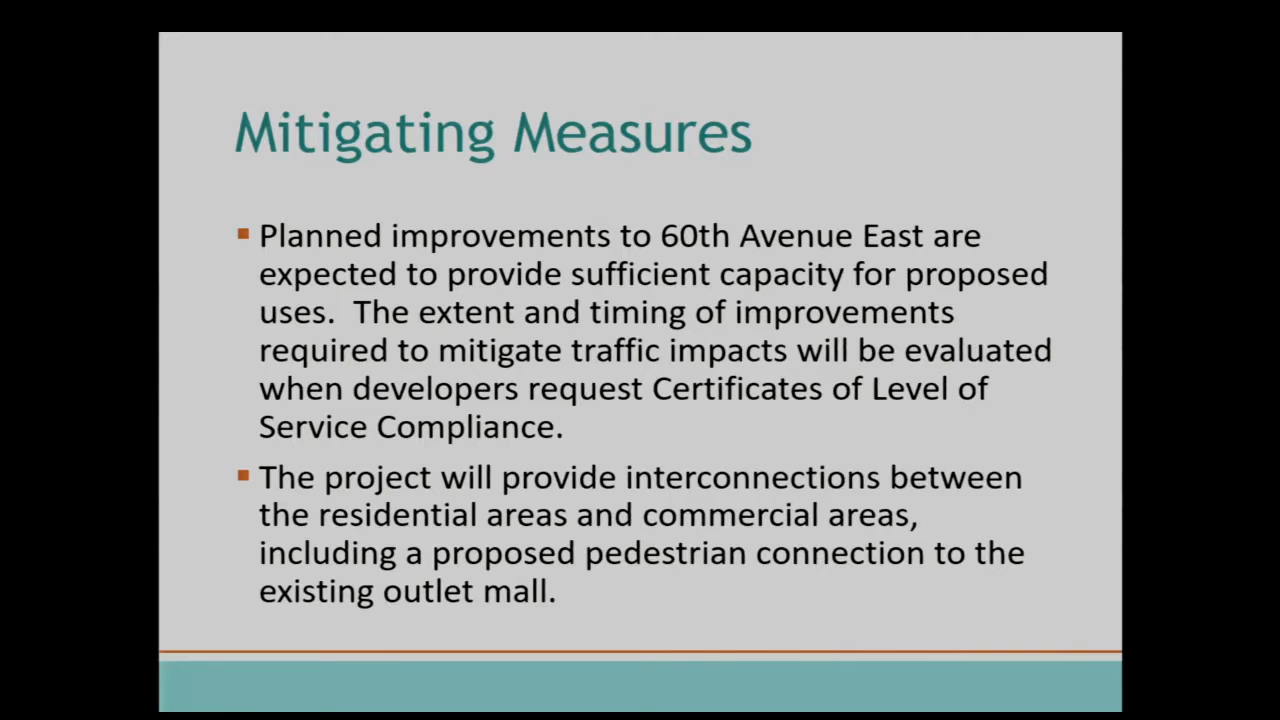 Mitigating Measures
Planned improvements to 60th Avenue East are
expected to provide sufficient capacity for proposed
uses.  The extent and timing of improvements
required to mitigate traffic impacts will be evaluated
when developers request Certificates of Level of
Service Compliance.
The project will provide interconnections between
the residential areas and commercial areas,
including a proposed pedestrian connection to the
existing outlet mall.